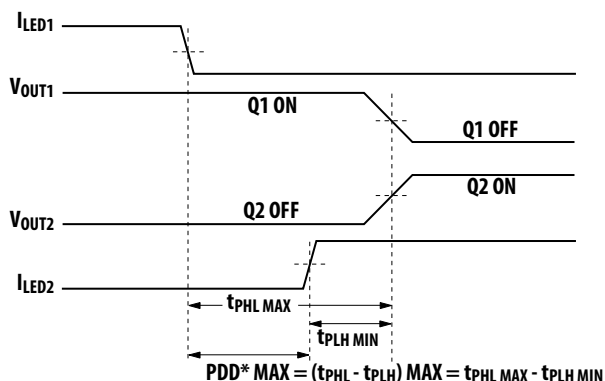 ILED1
VOUT1
Q1 ON
Q1 OFF
Q2 ON
Q2 OFF
VOUT2
ILED2
tPHL MAX
tPLH MIN
PDD* MAX = (tPHL - tPLH) MAX = tPHL MAX - tPLH MIN